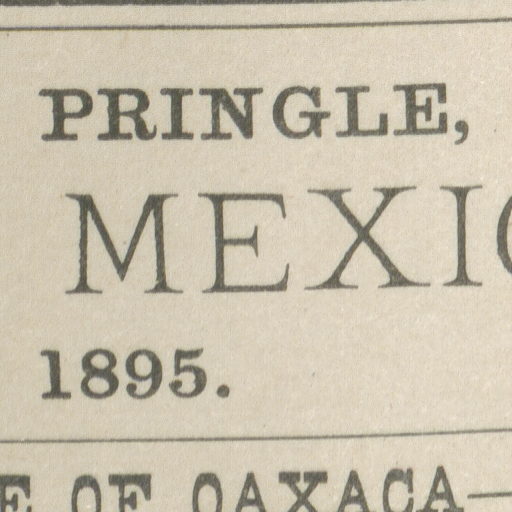 PRINGLE,
MEXIC
1895.
E OF OAXACA—